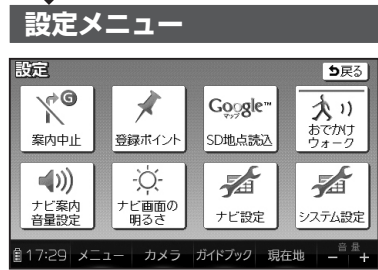 設定メニュー
設定
戻る
G
案内中止
登録ポイント
Google™
マップ
SD地点読込
おでかけ
ウォーク
ナビ案内
音量設定
ナビ画面の
明るさ
ナビ設定
システム設定
17:29 メニュー カメラ ガイドブック 現在地 音量
− +